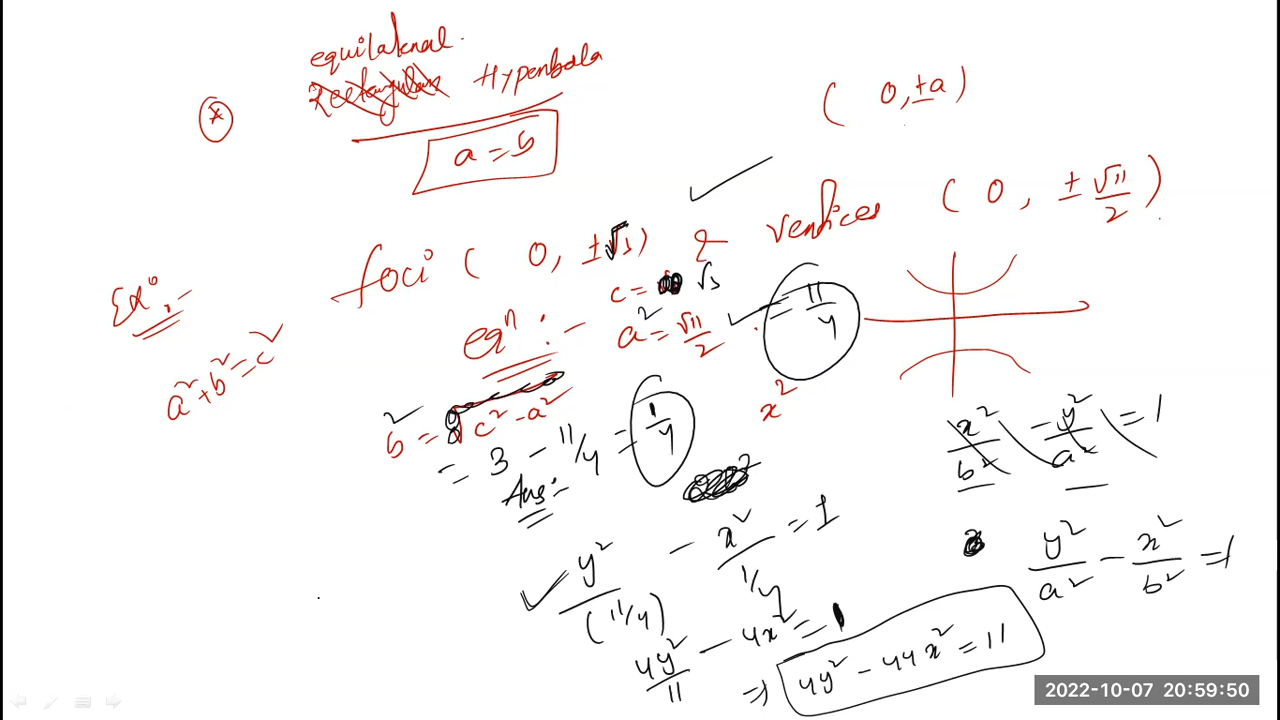 equilateral
Hyperbola
(*)
a = b
(0, ±a)
Ex:-
foci (0, ±√3) & vertices (0, ±√11/2)
c = √3
eqⁿ :-
a² = √11/2 = 11/4
a² + b² = c²
b² = c² - a²
x²
= 3 - 11/4 = 1/4
x²/b² - y²/a² = 1
Ans:-
y²/(11/4) - x²/(1/4) = 1
y²/a² - x²/b² = 1
4y²/11 - 4x² = 1
⇒ 4y² - 44x² = 11
2022-10-07 20:59:50